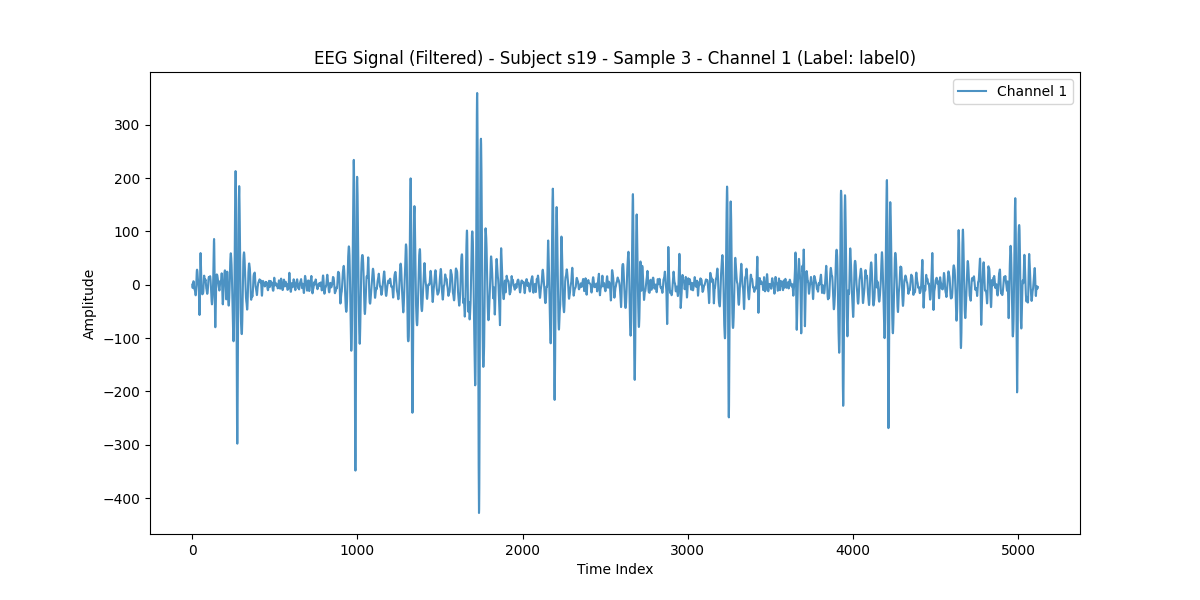 EEG Signal (Filtered) - Subject s19 - Sample 3 - Channel 1 (Label: label0)
Channel 1
300
200
100
0
−100
−200
−300
−400
Amplitude
0 1000 2000 3000 4000 5000
Time Index